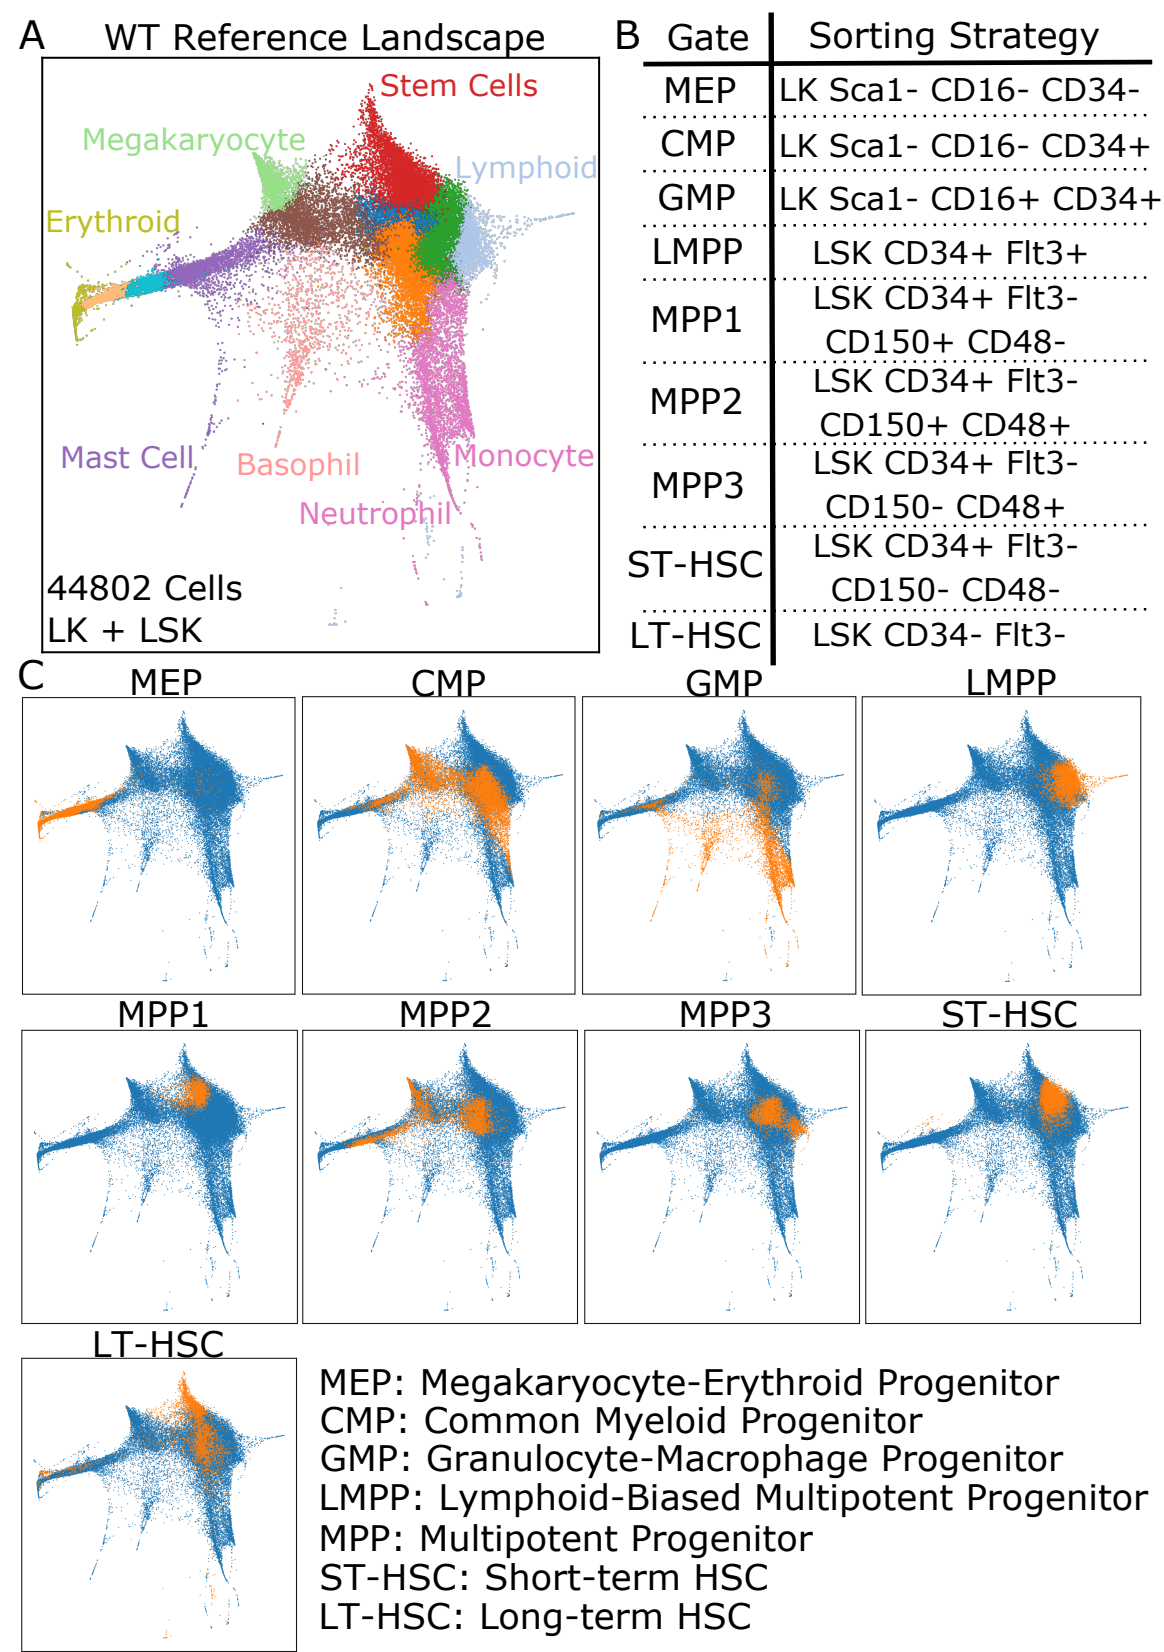 A WT Reference Landscape
Stem Cells
Megakaryocyte
Lymphoid
Erythroid
Mast Cell
Basophil
Monocyte
Neutrophil
44802 Cells
LK + LSK
B Gate Sorting Strategy
MEP LK Sca1- CD16- CD34-
CMP LK Sca1- CD16- CD34+
GMP LK Sca1- CD16+ CD34+
LMPP LSK CD34+ Flt3+
MPP1 LSK CD34+ Flt3-
CD150+ CD48-
MPP2 LSK CD34+ Flt3-
CD150+ CD48+
MPP3 LSK CD34+ Flt3-
CD150- CD48+
ST-HSC LSK CD34+ Flt3-
CD150- CD48-
LT-HSC LSK CD34- Flt3-
C
MEP CMP GMP LMPP
MPP1 MPP2 MPP3 ST-HSC
LT-HSC
MEP: Megakaryocyte-Erythroid Progenitor
CMP: Common Myeloid Progenitor
GMP: Granulocyte-Macrophage Progenitor
LMPP: Lymphoid-Biased Multipotent Progenitor
MPP: Multipotent Progenitor
ST-HSC: Short-term HSC
LT-HSC: Long-term HSC